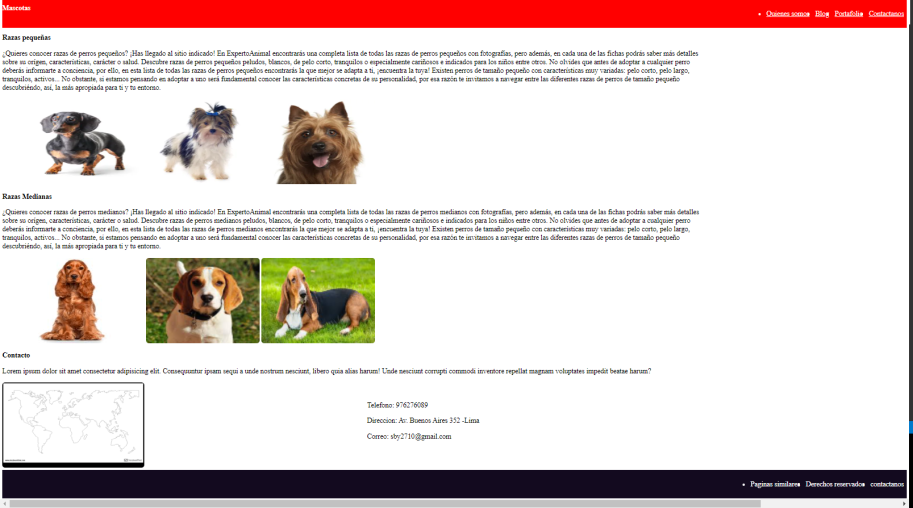 Mascotas
Quienes somos
Blog
Portafolio
Contactanos
Razas pequeñas
¿Quieres conocer razas de perros pequeños? ¡Has llegado al sitio indicado! En ExpertoAnimal encontrarás una completa lista de todas las razas de perros pequeños con fotografías, pero además, en cada una de las fichas podrás saber más detalles
sobre su origen, características, carácter o salud. Descubre razas de perros pequeños peludos, blancos, de pelo corto, tranquilos o especialmente cariñosos e indicados para los niños entre otros. No olvides que antes de adoptar a cualquier perro
deberás informarte a conciencia, por ello, en esta lista de todas las razas de perros pequeños encontrarás la que mejor se adapta a ti, ¡encuentra la tuya! Existen perros de tamaño pequeño con características muy variadas: pelo corto, pelo largo,
tranquilos, activos... No obstante, si estamos pensando en adoptar a uno será fundamental conocer las características concretas de su personalidad, por esa razón te invitamos a navegar entre las diferentes razas de perros de tamaño pequeño
descubriéndo, así, la más apropiada para ti y tu entorno.
Razas Medianas
¿Quieres conocer razas de perros medianos? ¡Has llegado al sitio indicado! En ExpertoAnimal encontrarás una completa lista de todas las razas de perros medianos con fotografías, pero además, en cada una de las fichas podrás saber más detalles
sobre su origen, características, carácter o salud. Descubre razas de perros medianos peludos, blancos, de pelo corto, tranquilos o especialmente cariñosos e indicados para los niños entre otros. No olvides que antes de adoptar a cualquier perro
deberás informarte a conciencia, por ello, en esta lista de todas las razas de perros medianos encontrarás la que mejor se adapta a ti, ¡encuentra la tuya! Existen perros de tamaño pequeño con características muy variadas: pelo corto, pelo largo,
tranquilos, activos... No obstante, si estamos pensando en adoptar a uno será fundamental conocer las características concretas de su personalidad, por esa razón te invitamos a navegar entre las diferentes razas de perros de tamaño pequeño
descubriéndo, así, la más apropiada para ti y tu entorno.
Contacto
Lorem ipsum dolor sit amet consectetur adipisicing elit. Consequuntur ipsam sequi a unde nostrum nesciunt, libero quia alias harum! Unde nesciunt corrupti commodi inventore repellat magnam voluptates impedit beatae harum?
Telefono: 976276089
Direccion: Av. Buenos Aires 352 -Lima
Correo: sby2710@gmail.com
Paginas similares
Derechos reservados
contactanos